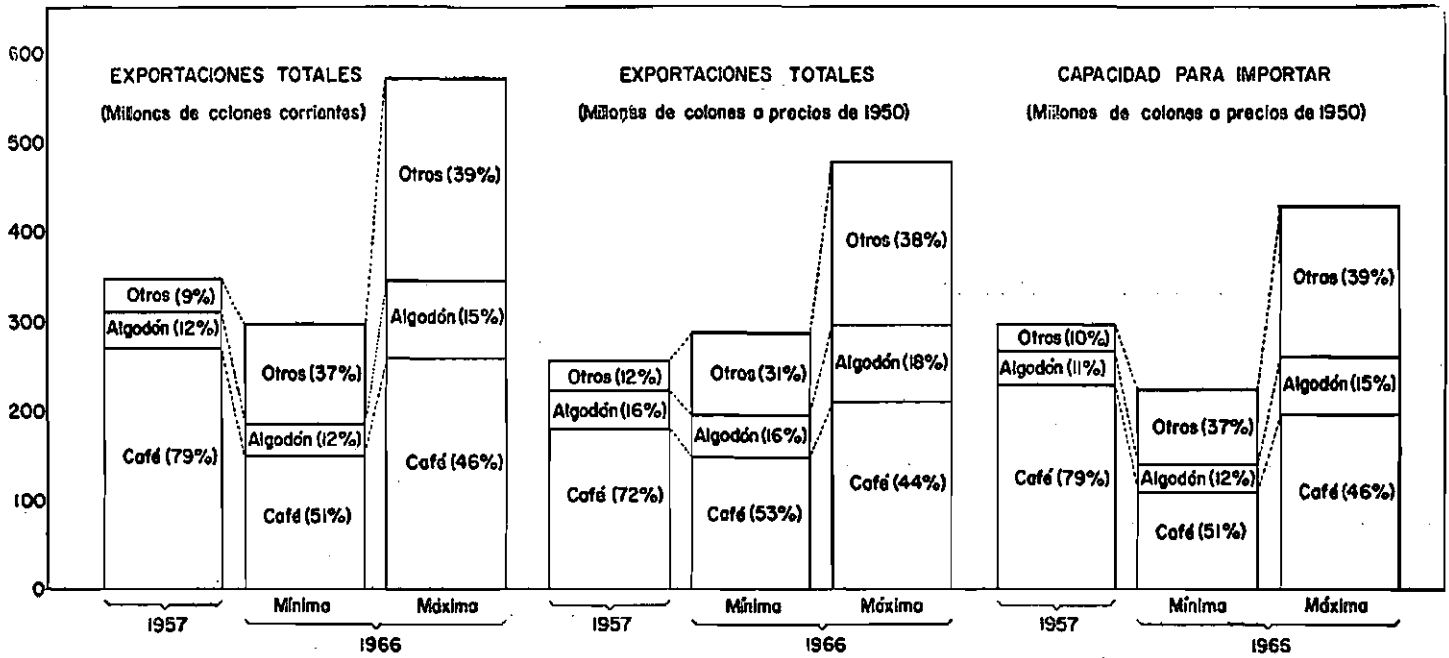 600
500
400
300
200
100
0
EXPORTACIONES TOTALES
(Millones de colones corrientes)
Otros (9%)
Algodón (12%)
Café (79%)
Otros (37%)
Algodón (12%)
Café (51%)
Otros (39%)
Algodón (15%)
Café (46%)
1957
Mínima
Máxima
1966
EXPORTACIONES TOTALES
(Millones de colones a precios de 1950)
Otros (12%)
Algodón (16%)
Café (72%)
Otros (31%)
Algodón (16%)
Café (53%)
Otros (38%)
Algodón (18%)
Café (44%)
1957
Mínima
Máxima
1966
CAPACIDAD PARA IMPORTAR
(Millones de colones a precios de 1950)
Otros (10%)
Algodón (11%)
Café (79%)
Otros (37%)
Algodón (12%)
Café (51%)
Otros (39%)
Algodón (15%)
Café (46%)
1957
Mínima
Máxima
1965